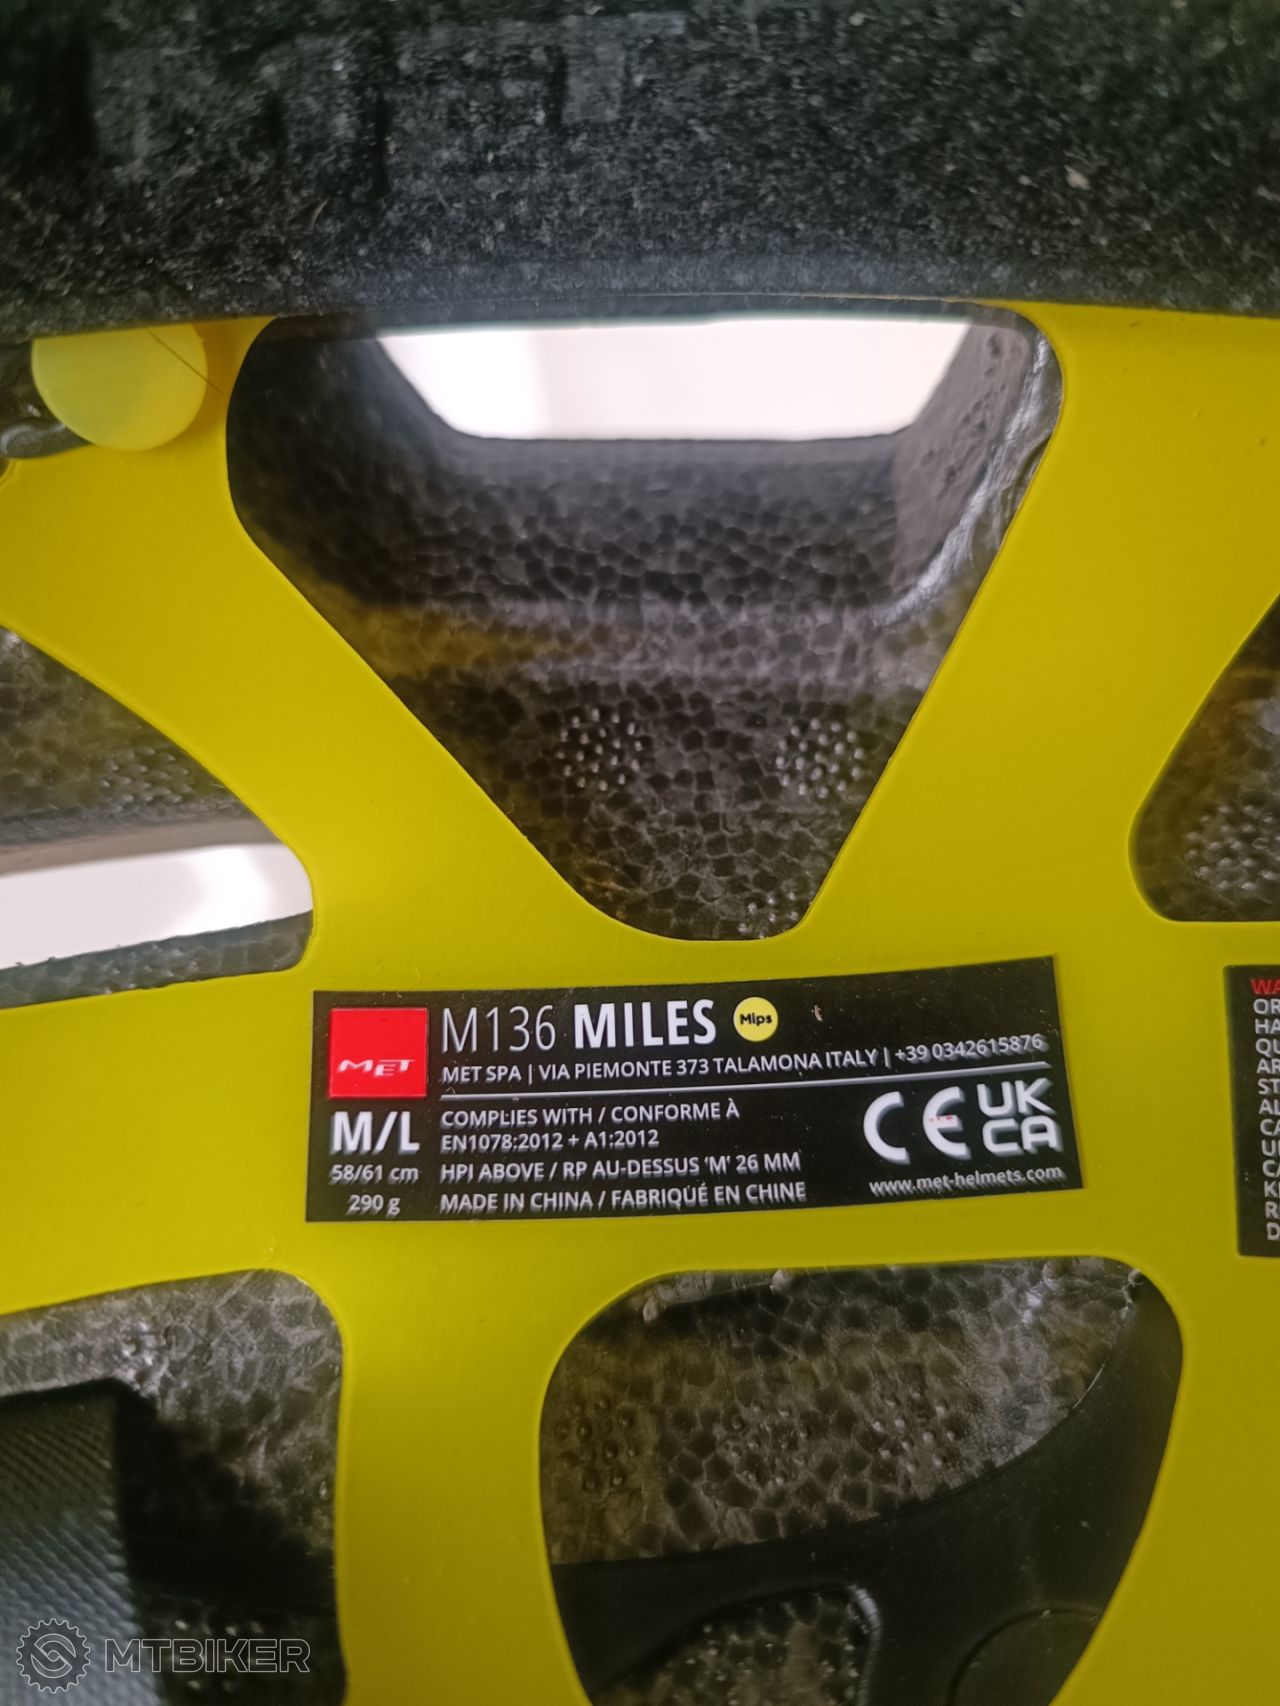 M136 MILES Mips
MET
MET SPA | VIA PIEMONTE 373 TALAMONA ITALY | +39 0342615876
M/L
58/61 cm
290 g
COMPLIES WITH / CONFORME À
EN1078:2012 + A1:2012
HPI ABOVE / RP AU-DESSUS 'M' 26 MM
MADE IN CHINA / FABRIQUÉ EN CHINE
CE UK
CA
www.met-helmets.com
MTBIKER